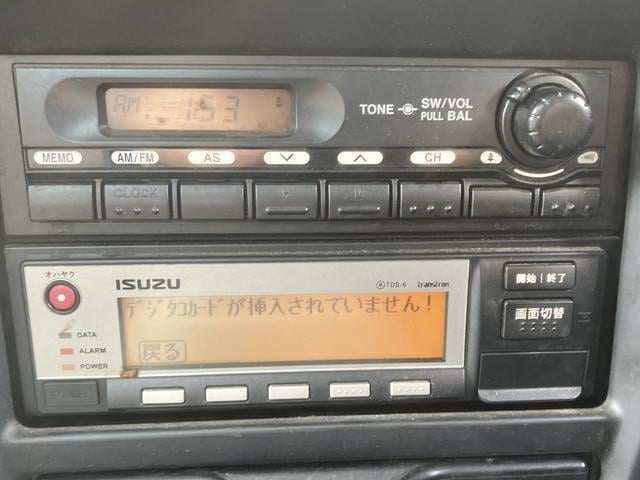 AM 1:53
TONE SW/VOL
PULL BAL
MEMO AM/FM AS CH
CLOCK
オハヤク
ISUZU
TDS-6 transtron
開始|終了
デジタコカードが挿入されていません!
画面切替
DATA
ALARM
戻る
POWER